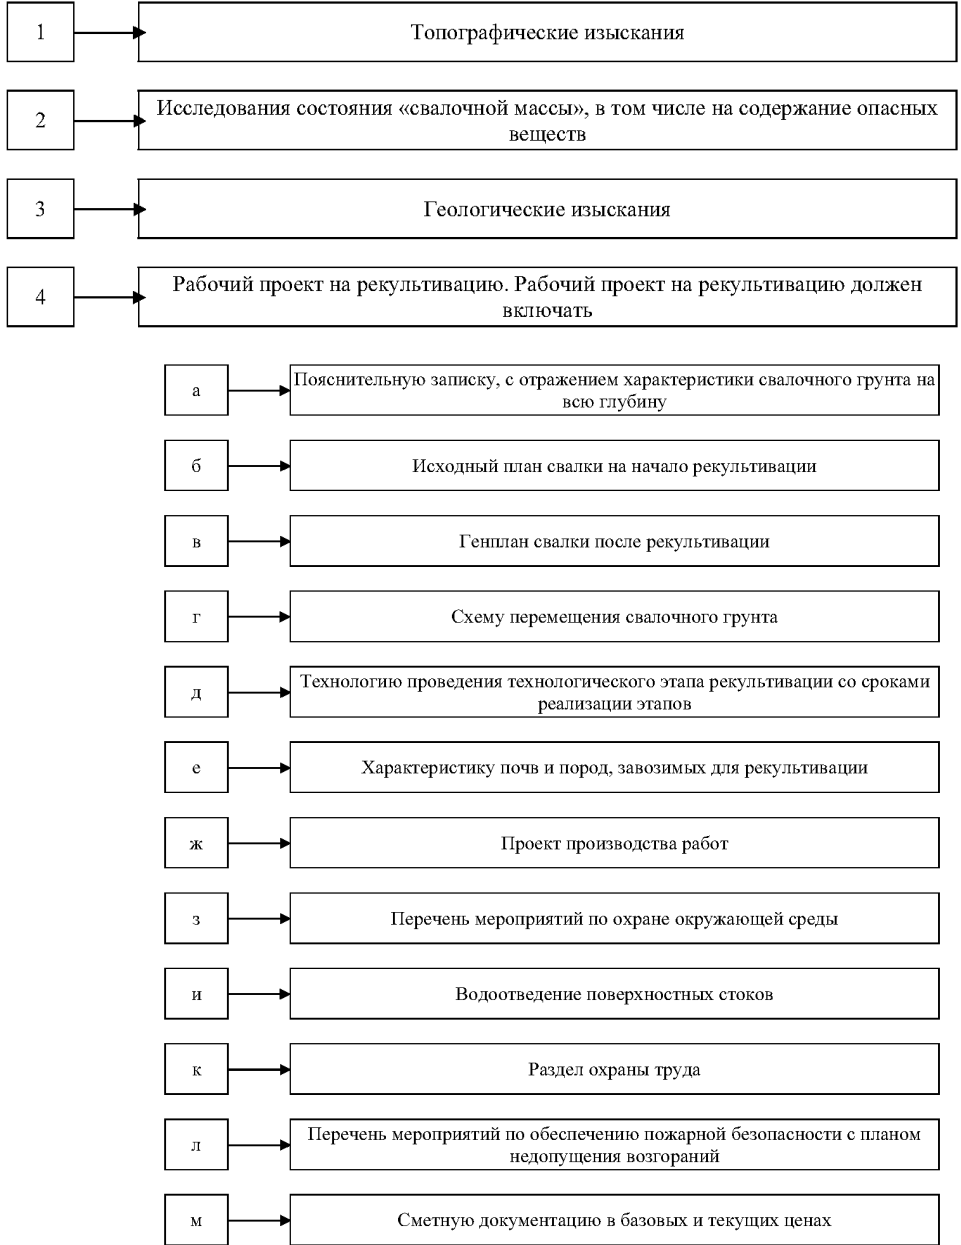 1
Топографические изыскания
2
Исследования состояния «свалочной массы», в том числе на содержание опасных
веществ
3
Геологические изыскания
4
Рабочий проект на рекультивацию. Рабочий проект на рекультивацию должен
включать
а
Пояснительную записку, с отражением характеристики свалочного грунта на
всю глубину
б
Исходный план свалки на начало рекультивации
в
Генплан свалки после рекультивации
г
Схему перемещения свалочного грунта
д
Технологию проведения технологического этапа рекультивации со сроками
реализации этапов
е
Характеристику почв и пород, завозимых для рекультивации
ж
Проект производства работ
з
Перечень мероприятий по охране окружающей среды
и
Водоотведение поверхностных стоков
к
Раздел охраны труда
л
Перечень мероприятий по обеспечению пожарной безопасности с планом
недопущения возгораний
м
Сметную документацию в базовых и текущих ценах